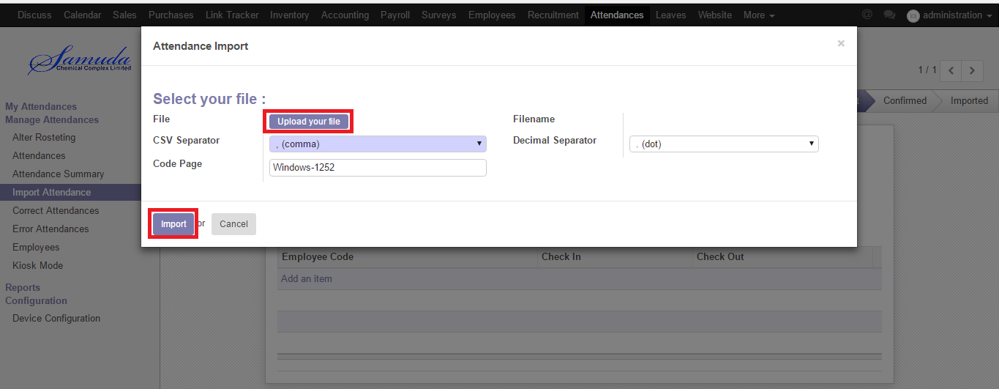 Discuss Calendar Sales Purchases Link Tracker Inventory Accounting Payroll Surveys Employees Recruitment Attendances Leaves Website More @ administration
Attendance Import ×
Samuda
Chemical Complex Limited
1 / 1
Select your file :
My Attendances
Manage Attendances
Alter Rosteting
Attendances
Attendance Summary
Import Attendance
Correct Attendances
Error Attendances
Employees
Kiosk Mode
Reports
Configuration
Device Configuration
File Upload your file Filename
CSV Separator , (comma) Decimal Separator . (dot)
Code Page Windows-1252
Import or Cancel
Confirmed Imported
Employee Code Check In Check Out
Add an item